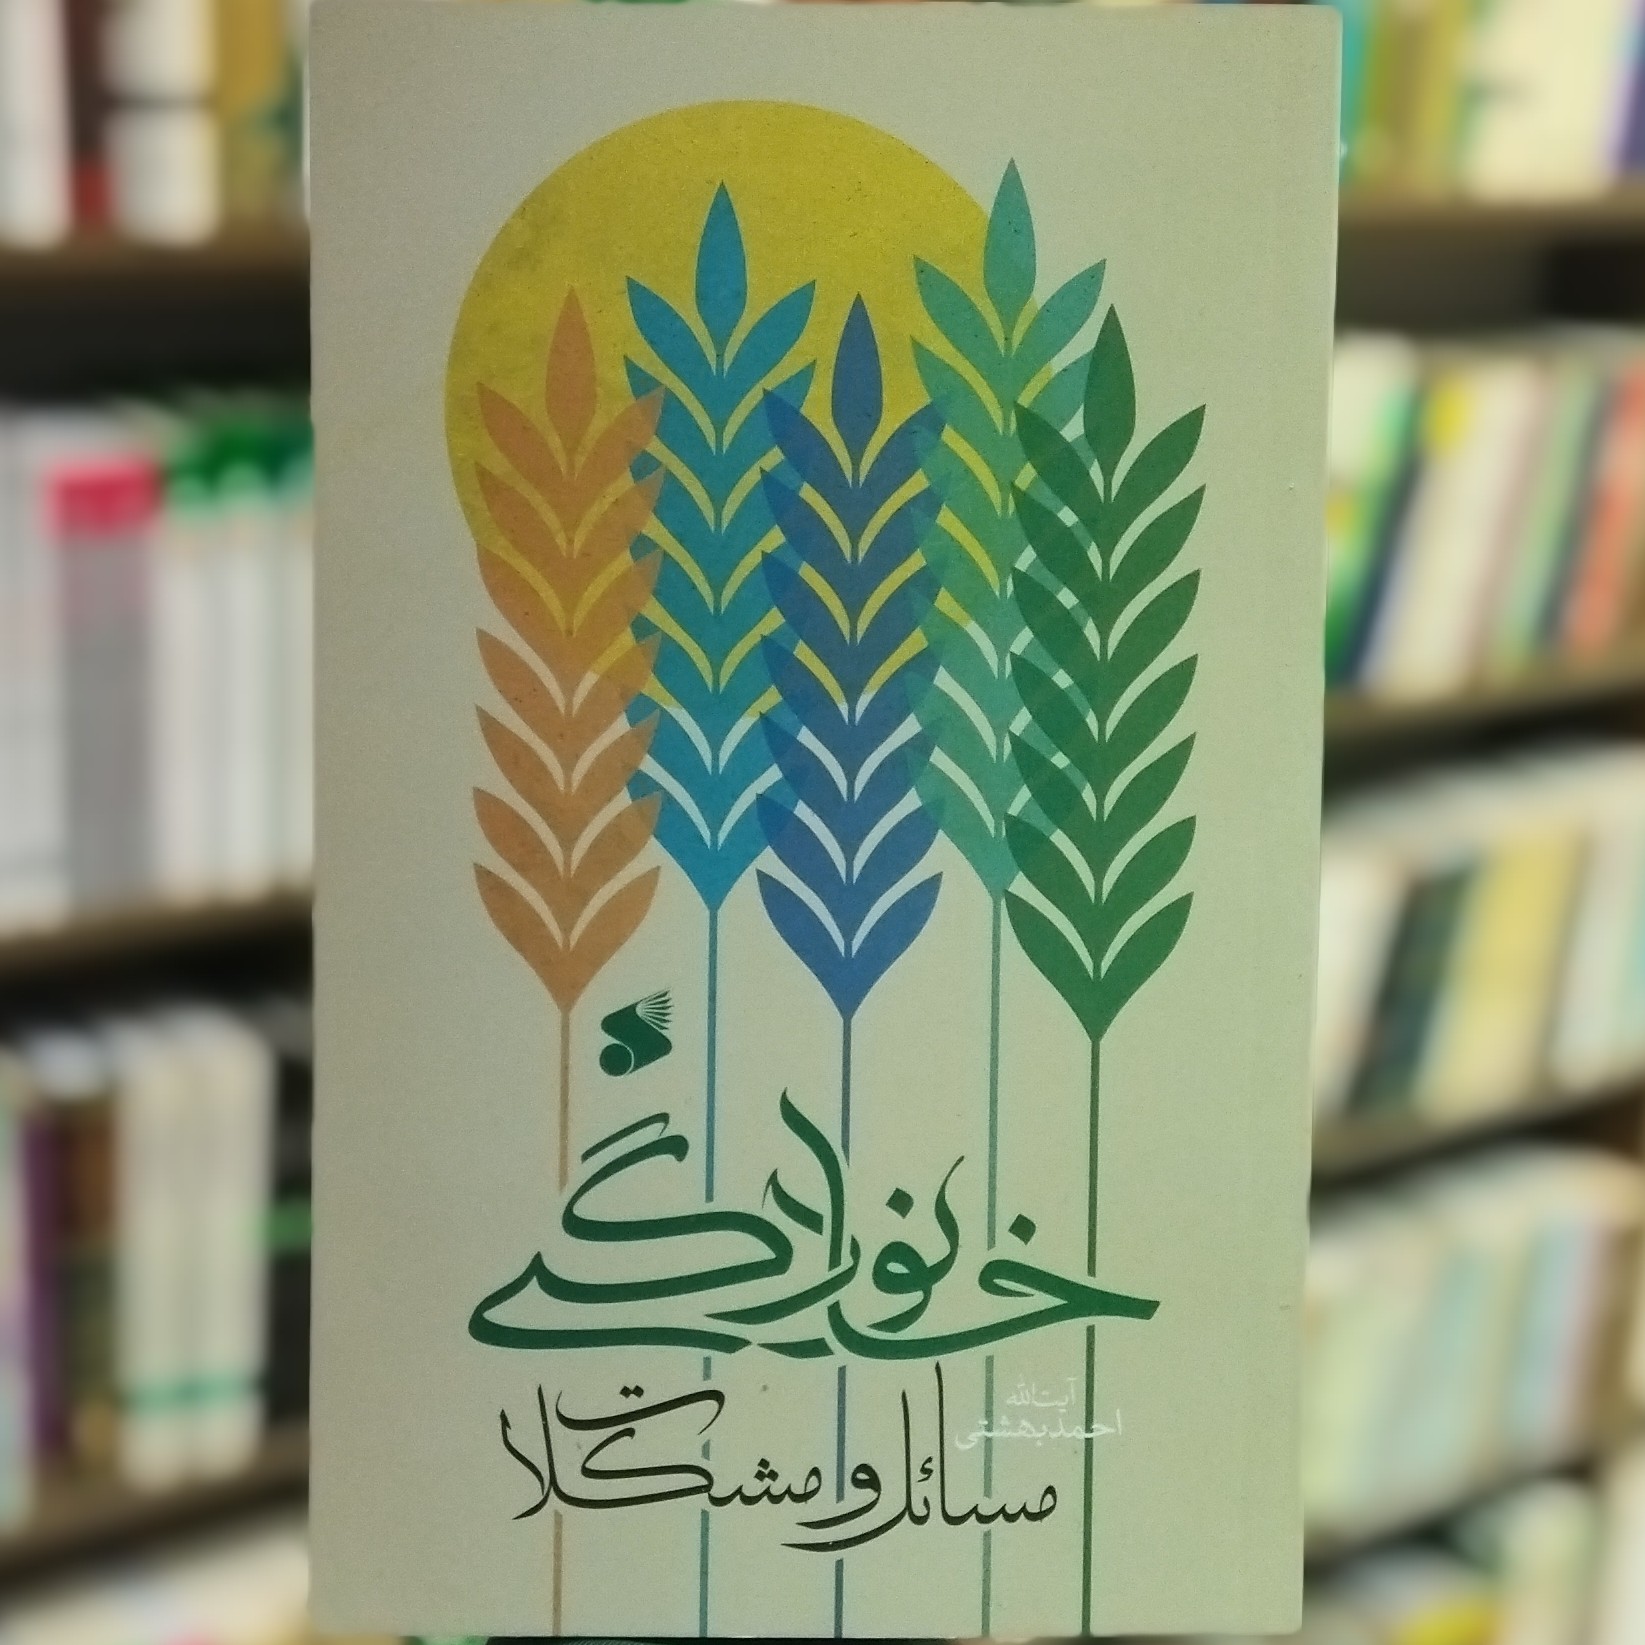 خانوادگی
آیت‌الله
احمد بهشتی
مسائل و مشکلات